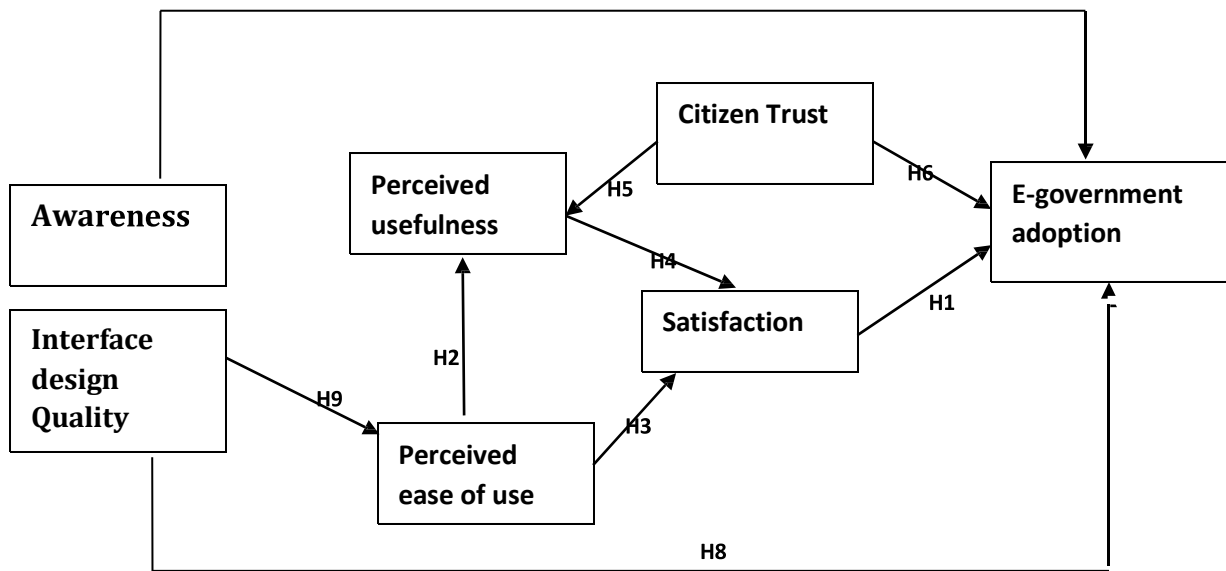 Citizen Trust
H5
H6
Perceived
usefulness
E-government
adoption
Awareness
H4
Satisfaction
H1
Interface
design
Quality
H2
H9
H3
Perceived
ease of use
H8